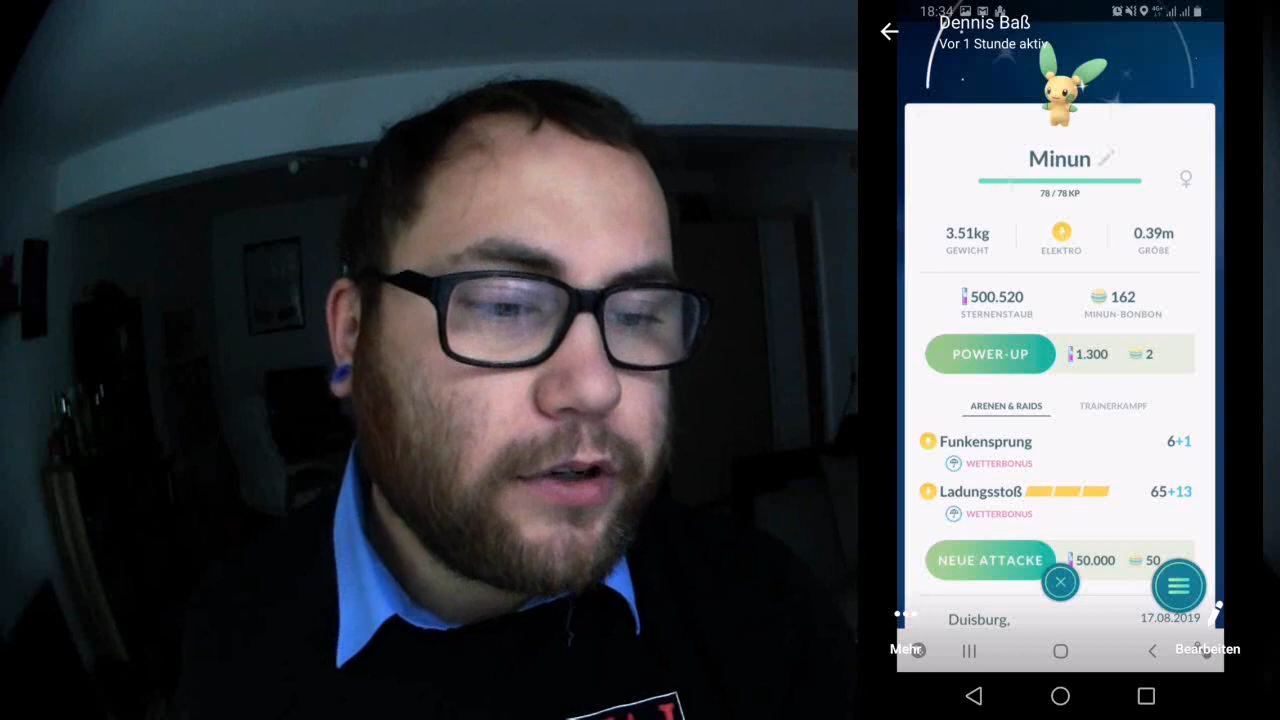 18:34
4G+
Dennis Baß
Vor 1 Stunde aktiv
Minun
78 / 78 KP
3.51kg
GEWICHT
ELEKTRO
0.39m
GRÖßE
500.520
STERNENSTAUB
162
MINUN-BONBON
POWER-UP 1.300 2
ARENEN & RAIDS TRAINERKAMPF
Funkensprung 6+1
WETTERBONUS
Ladungsstoß 65+13
WETTERBONUS
NEUE ATTACKE 50.000 50
Duisburg, 17.08.2019
Mehr Bearbeiten